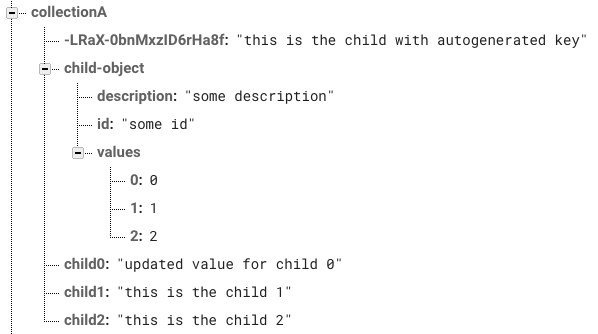 collectionA
-LRaX-0bnMxzID6rHa8f: "this is the child with autogenerated key"
child-object
description: "some description"
id: "some id"
values
0: 0
1: 1
2: 2
child0: "updated value for child 0"
child1: "this is the child 1"
child2: "this is the child 2"